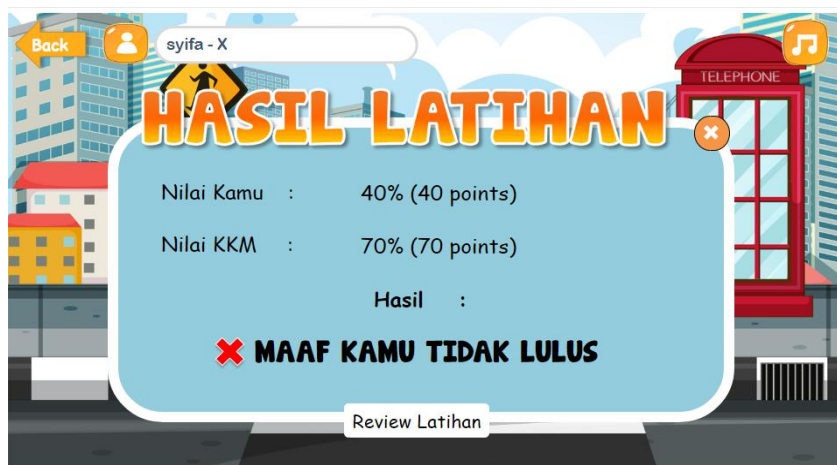 Back
syifa - X
TELEPHONE
HASIL LATIHAN
Nilai Kamu : 40% (40 points)
Nilai KKM : 70% (70 points)
Hasil :
MAAF KAMU TIDAK LULUS
Review Latihan